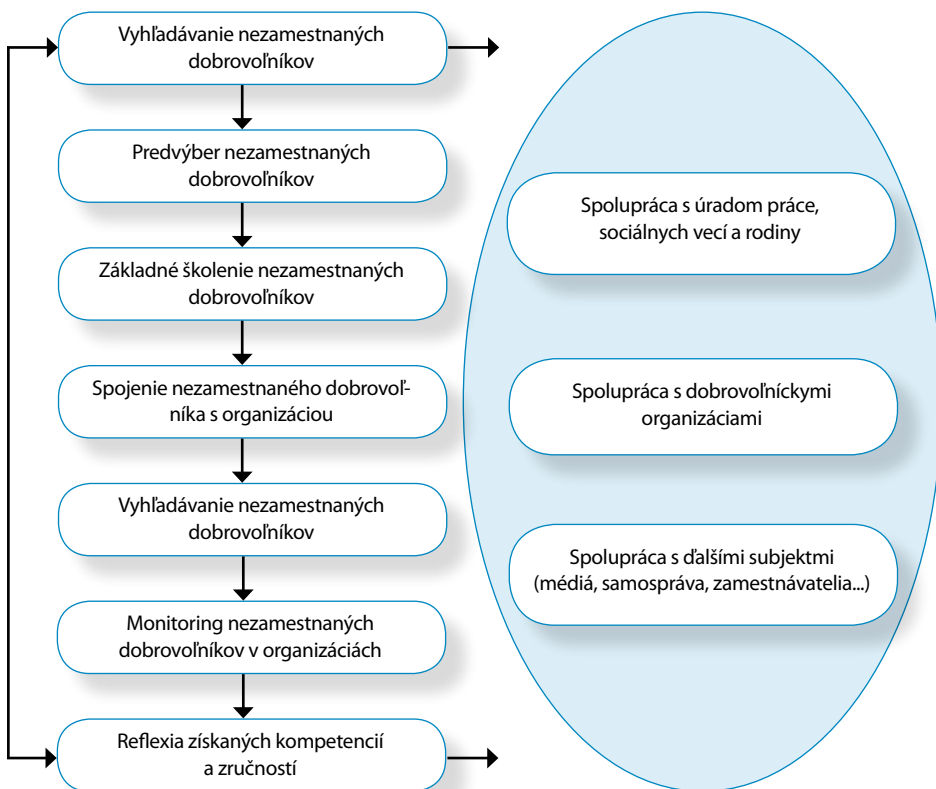 Vyhľadávanie nezamestnaných
dobrovoľníkov
Predvýber nezamestnaných
dobrovoľníkov
Základné školenie nezamestnaných
dobrovoľníkov
Spojenie nezamestnaného dobrovoľ-
níka s organizáciou
Vyhľadávanie nezamestnaných
dobrovoľníkov
Monitoring nezamestnaných
dobrovoľníkov v organizáciách
Reflexia získaných kompetencií
a zručností
Spolupráca s úradom práce,
sociálnych vecí a rodiny
Spolupráca s dobrovoľníckymi
organizáciami
Spolupráca s ďalšími subjektmi
(médiá, samospráva, zamestnávatelia...)